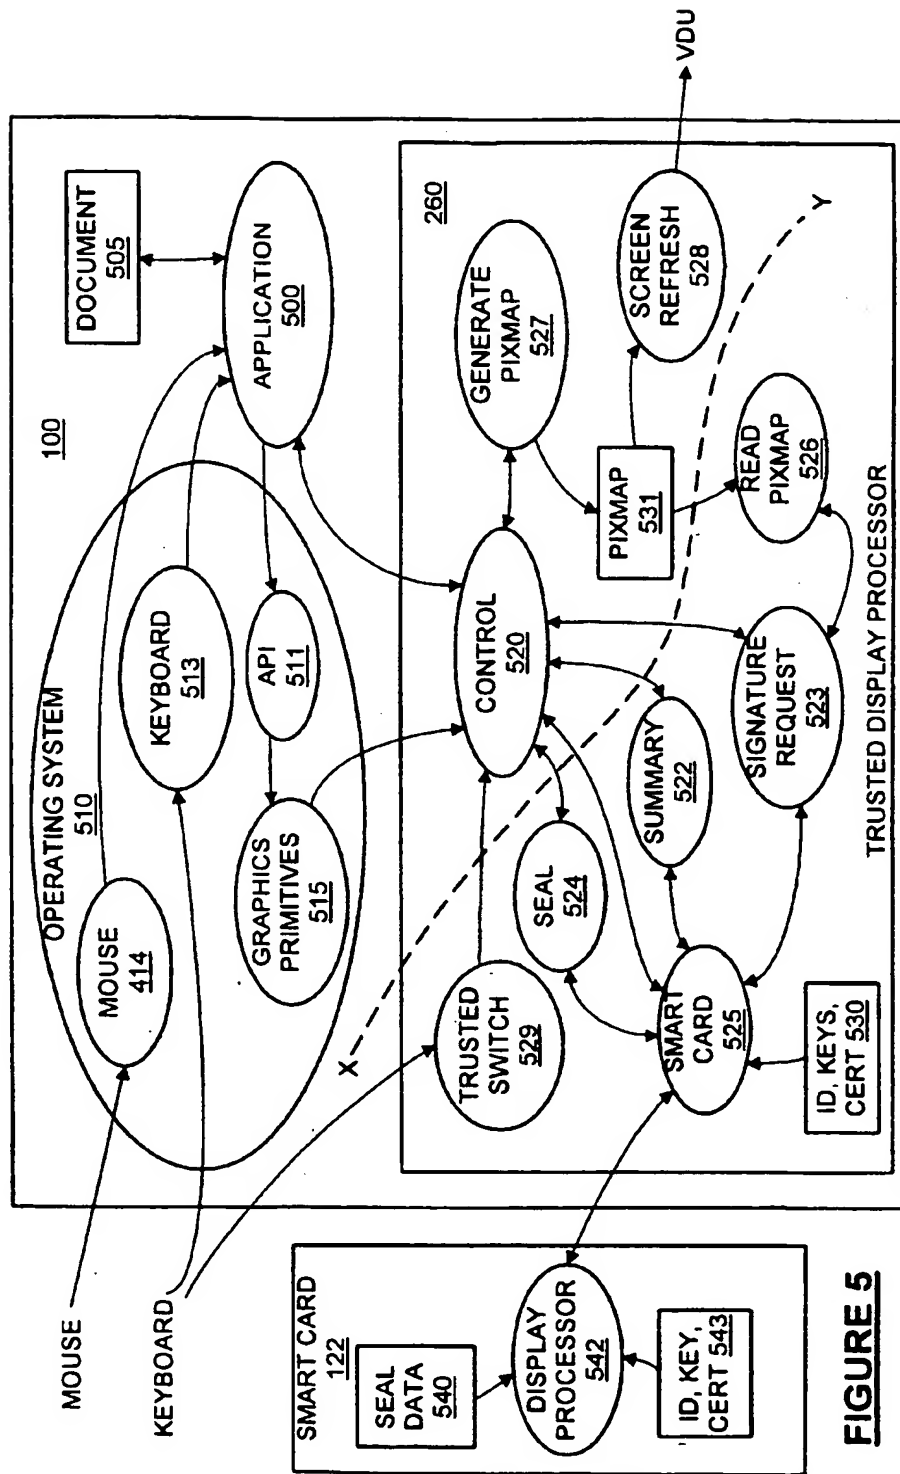 MOUSE
KEYBOARD
100
OPERATING SYSTEM
510
MOUSE
414
KEYBOARD
513
API
511
GRAPHICS
PRIMITIVES
515
DOCUMENT
505
APPLICATION
500
X
260
TRUSTED
SWITCH
529
CONTROL
520
GENERATE
PIXMAP
527
SEAL
524
PIXMAP
531
SCREEN
REFRESH
528
VDU
SUMMARY
522
READ
PIXMAP
526
SMART
CARD
525
SIGNATURE
REQUEST
523
Y
ID, KEYS,
CERT 530
TRUSTED DISPLAY PROCESSOR
SMART CARD
122
SEAL
DATA
540
DISPLAY
PROCESSOR
542
ID, KEY,
CERT 543
FIGURE 5